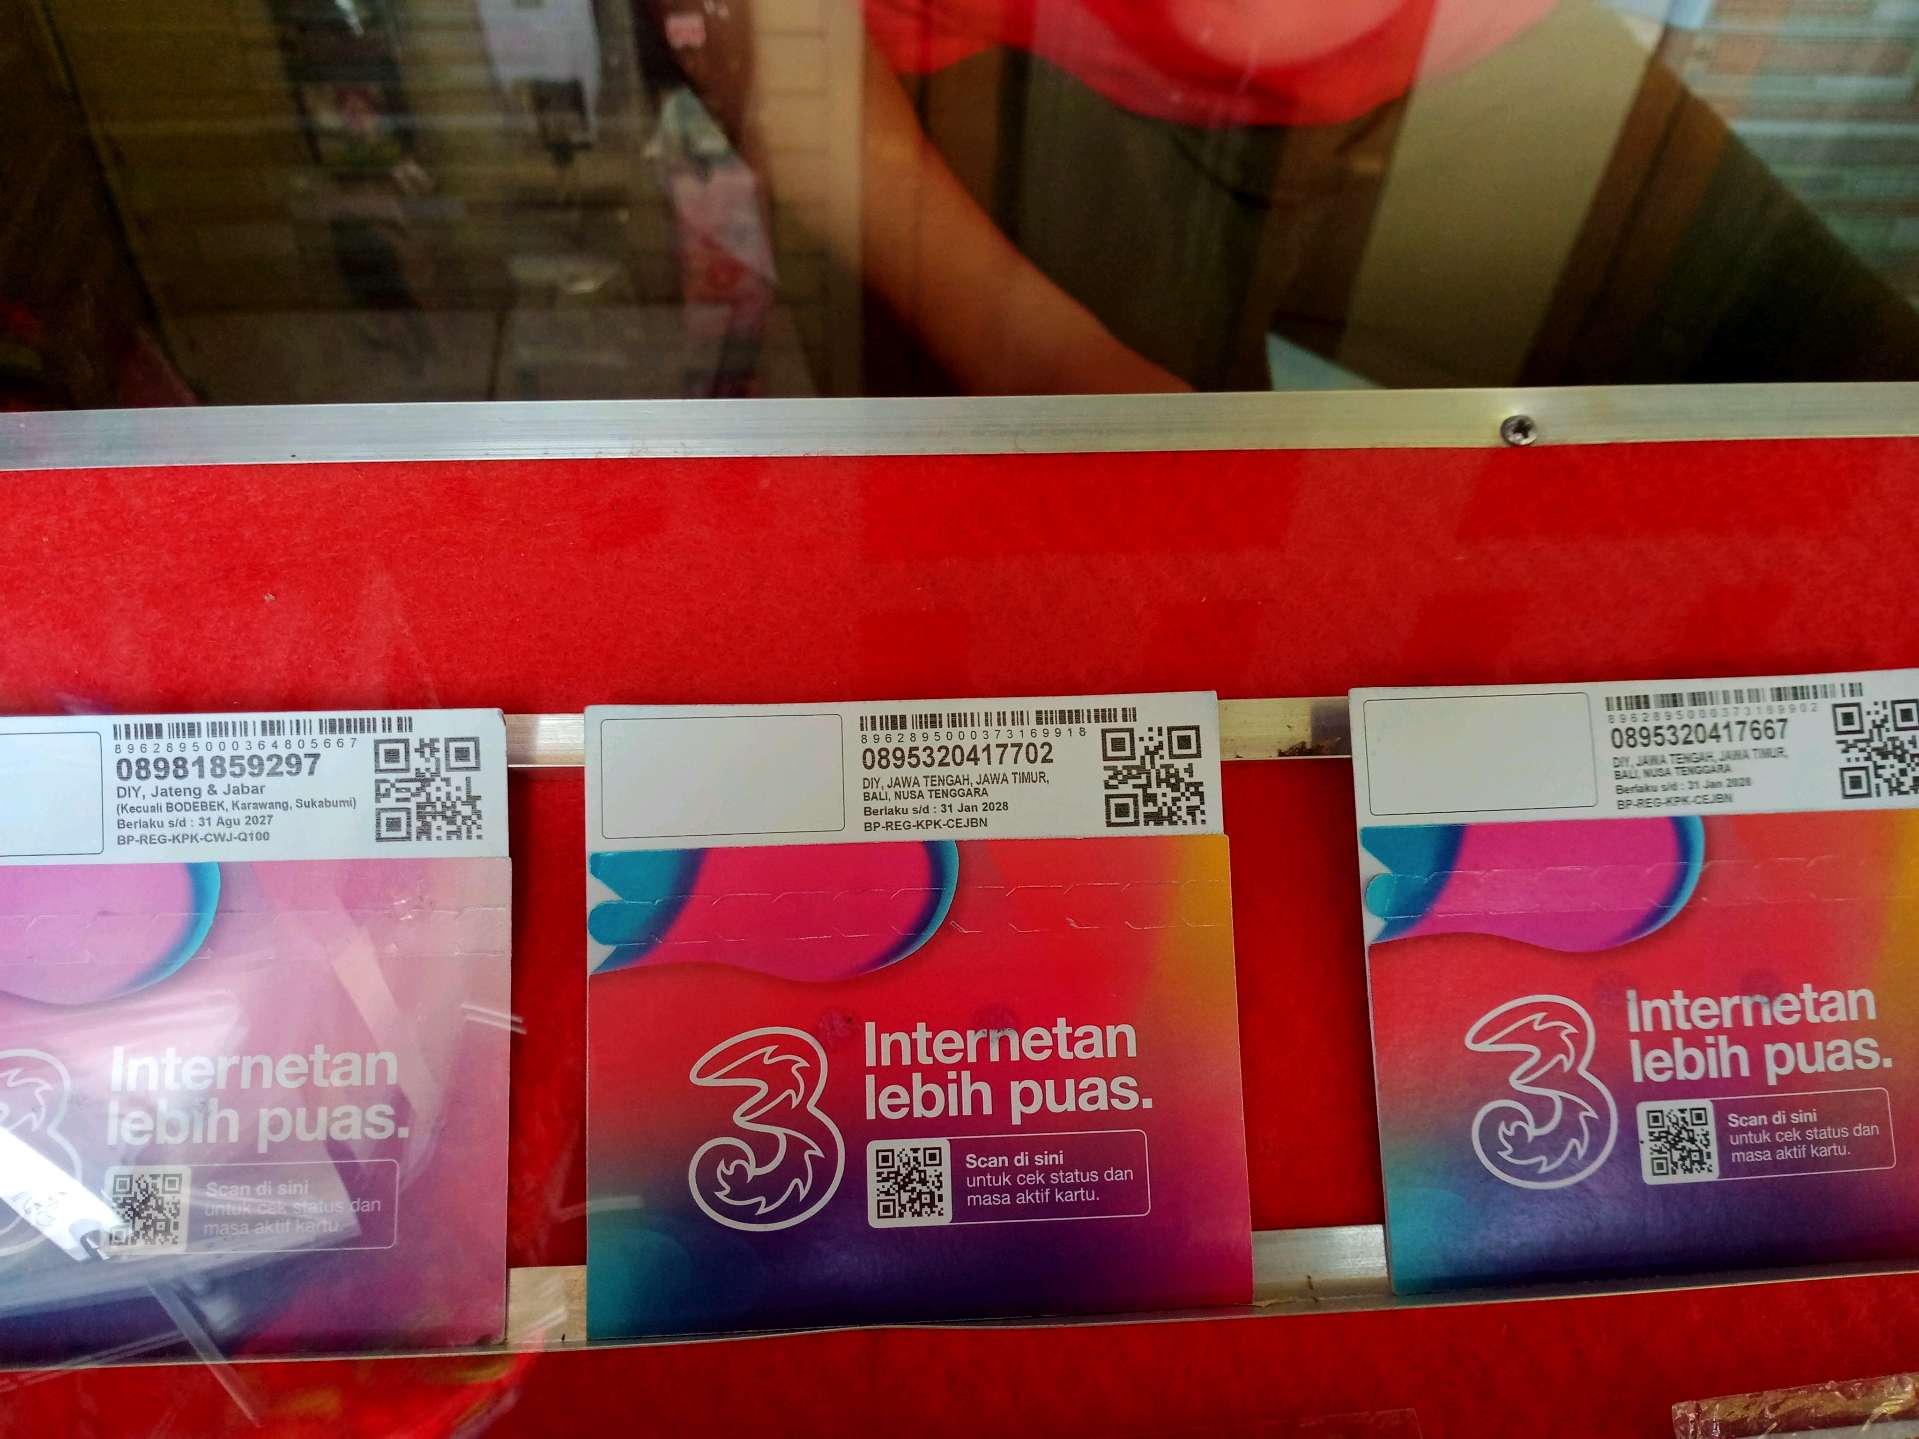 8962895000364805667
08981859297
DIY, Jateng & Jabar
(Kecuali BODEBEK, Karawang, Sukabumi)
Berlaku s/d : 31 Agu 2027
BP-REG-KPK-CWJ-Q100
Internetan
lebih puas.
Scan di sini
untuk cek status dan
masa aktif kartu.
8962895000373169918
0895320417702
DIY, JAWA TENGAH, JAWA TIMUR,
BALI, NUSA TENGGARA
Berlaku s/d : 31 Jan 2028
BP-REG-KPK-CEJBN
3
Internetan
lebih puas.
Scan di sini
untuk cek status dan
masa aktif kartu.
8962895000373169902
0895320417667
DIY, JAWA TENGAH, JAWA TIMUR,
BALI, NUSA TENGGARA
Berlaku s/d : 31 Jan 2028
BP-REG-KPK-CEJBN
3
Internetan
lebih puas.
Scan di sini
untuk cek status dan
masa aktif kartu.